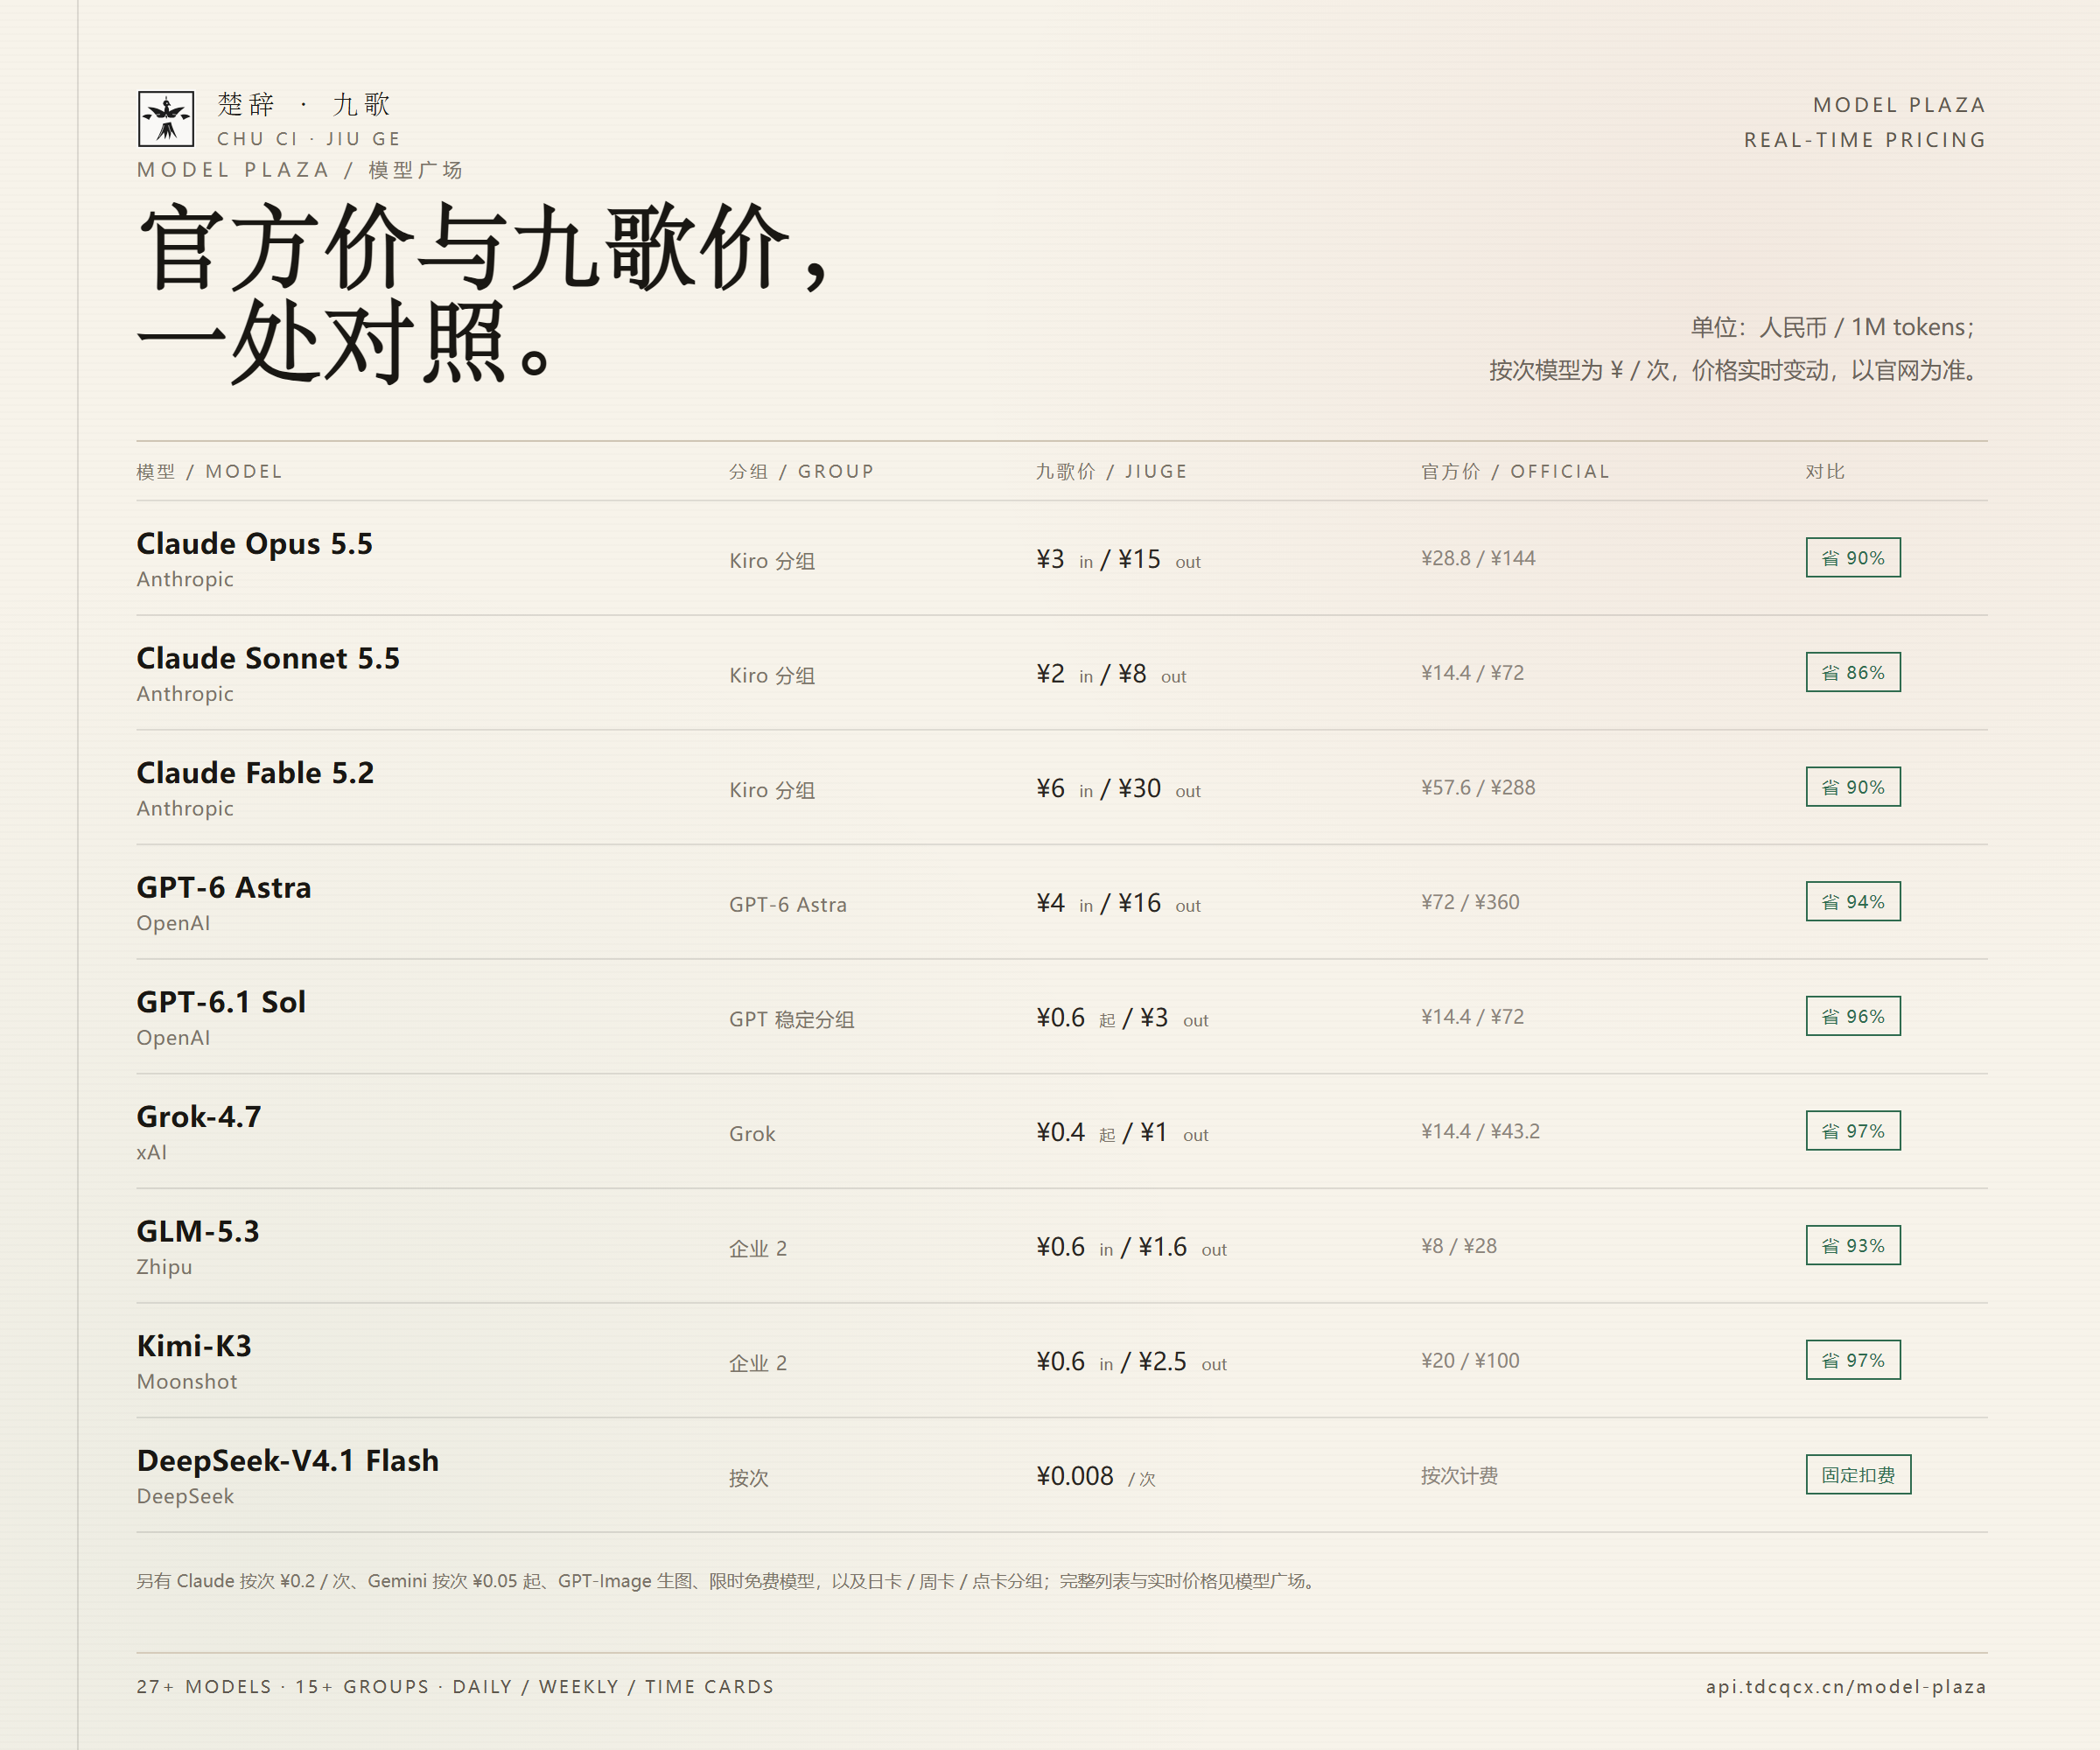 楚辞 · 九歌
CHU CI · JIU GE
MODEL PLAZA
REAL-TIME PRICING
MODEL PLAZA / 模型广场
官方价与九歌价，
一处对照。
单位：人民币 / 1M tokens；
按次模型为 ¥ / 次，价格实时变动，以官网为准。
模型 / MODEL 分组 / GROUP 九歌价 / JIUGE 官方价 / OFFICIAL 对比
Claude Opus 5.5
Anthropic
Kiro 分组 ¥3 in / ¥15 out ¥28.8 / ¥144 省 90%
Claude Sonnet 5.5
Anthropic
Kiro 分组 ¥2 in / ¥8 out ¥14.4 / ¥72 省 86%
Claude Fable 5.2
Anthropic
Kiro 分组 ¥6 in / ¥30 out ¥57.6 / ¥288 省 90%
GPT-6 Astra
OpenAI
GPT-6 Astra ¥4 in / ¥16 out ¥72 / ¥360 省 94%
GPT-6.1 Sol
OpenAI
GPT 稳定分组 ¥0.6 起 / ¥3 out ¥14.4 / ¥72 省 96%
Grok-4.7
xAI
Grok ¥0.4 起 / ¥1 out ¥14.4 / ¥43.2 省 97%
GLM-5.3
Zhipu
企业 2 ¥0.6 in / ¥1.6 out ¥8 / ¥28 省 93%
Kimi-K3
Moonshot
企业 2 ¥0.6 in / ¥2.5 out ¥20 / ¥100 省 97%
DeepSeek-V4.1 Flash
DeepSeek
按次 ¥0.008 / 次 按次计费 固定扣费
另有 Claude 按次 ¥0.2 / 次、Gemini 按次 ¥0.05 起、GPT-Image 生图、限时免费模型，以及日卡 / 周卡 / 点卡分组；完整列表与实时价格见模型广场。
27+ MODELS · 15+ GROUPS · DAILY / WEEKLY / TIME CARDS
api.tdcqcx.cn/model-plaza